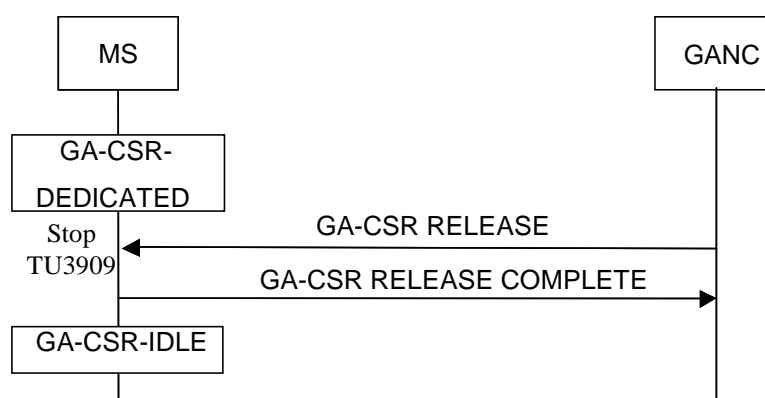 MS
GANC
GA-CSR-
DEDICATED
Stop
TU3909
GA-CSR RELEASE
GA-CSR RELEASE COMPLETE
GA-CSR-IDLE